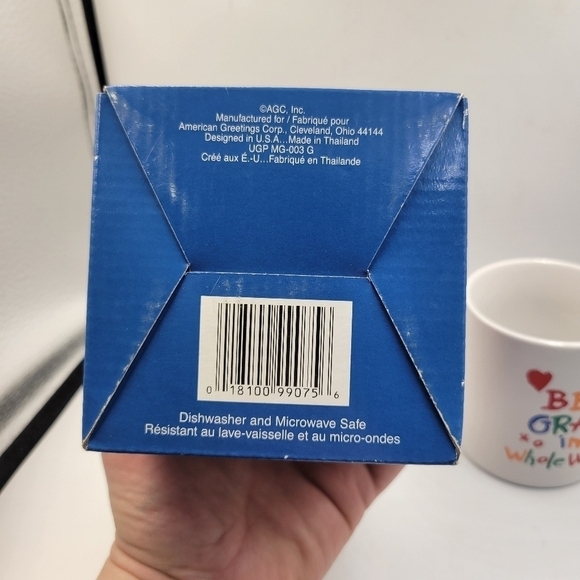 ©AGC, Inc.
Manufactured for / Fabriqué pour
American Greetings Corp., Cleveland, Ohio 44144
Designed in U.S.A...Made in Thailand
UGP MG-003 G
Créé aux É.-U...Fabriqué en Thaïlande
0 18100 99075 6
Dishwasher and Microwave Safe
Résistant au lave-vaisselle et au micro-ondes
xo
Whole